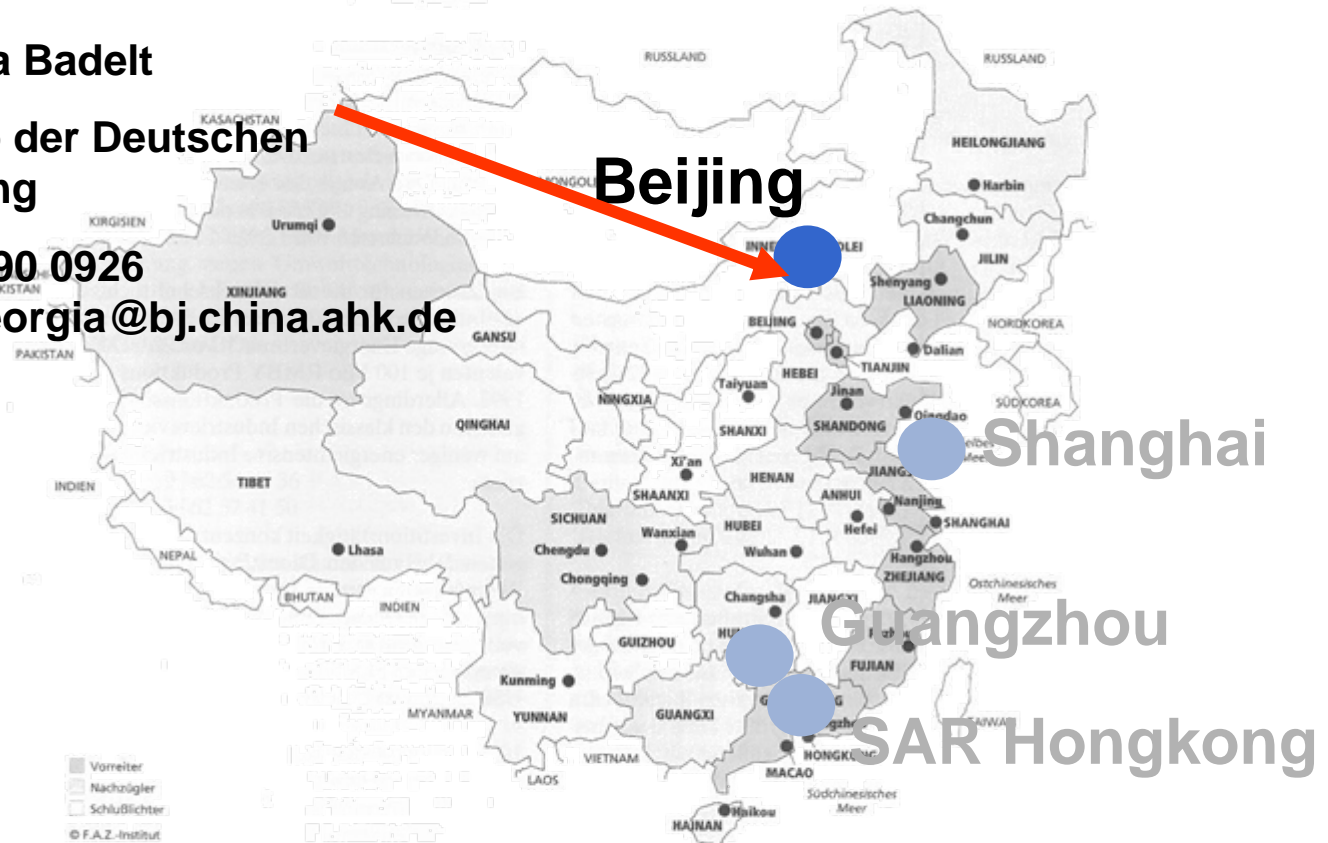 a Badelt
der Deutschen
ng
90 0926
eorgia@bj.china.ahk.de
Beijing
Shanghai
Guangzhou
SAR Hongkong
RUSSLAND
RUSSLAND
KASACHSTAN
HEILONGJIANG
Harbin
KIRGISIEN
Urumqi
Changchun
JILIN
Shenyang
LIAONING
KISTAN
XINJIANG
NORDKOREA
BEIJING
PAKISTAN
GANSU
Dalian
TIANJIN
HEBEI
Taiyuan
Jinan
NINGXIA
SÜDKOREA
Qingdao
QINGHAI
SHANXI
SHANDONG
Xi'an
HENAN
INDIEN
TIBET
SHAANXI
ANHUI
Nanjing
SICHUAN
HUBEI
SHANGHAI
Wanxian
Hefei
NEPAL
Lhasa
Chengdu
Wuhan
Hangzhou
ZHEJIANG
Chongqing
Ostchinesisches
Meer
BHUTAN
INDIEN
Changsha
JIANGXI
GUIZHOU
FUJIAN
Kunming
MYANMAR
YUNNAN
GUANGXI
TAIWAN
VIETNAM
HONGKONG
LAOS
MACAO
Südchinesisches
Meer
HAINAN
Haikou
Vorreiter
Nachzügler
Schlußlichter
© F.A.Z.-Institut